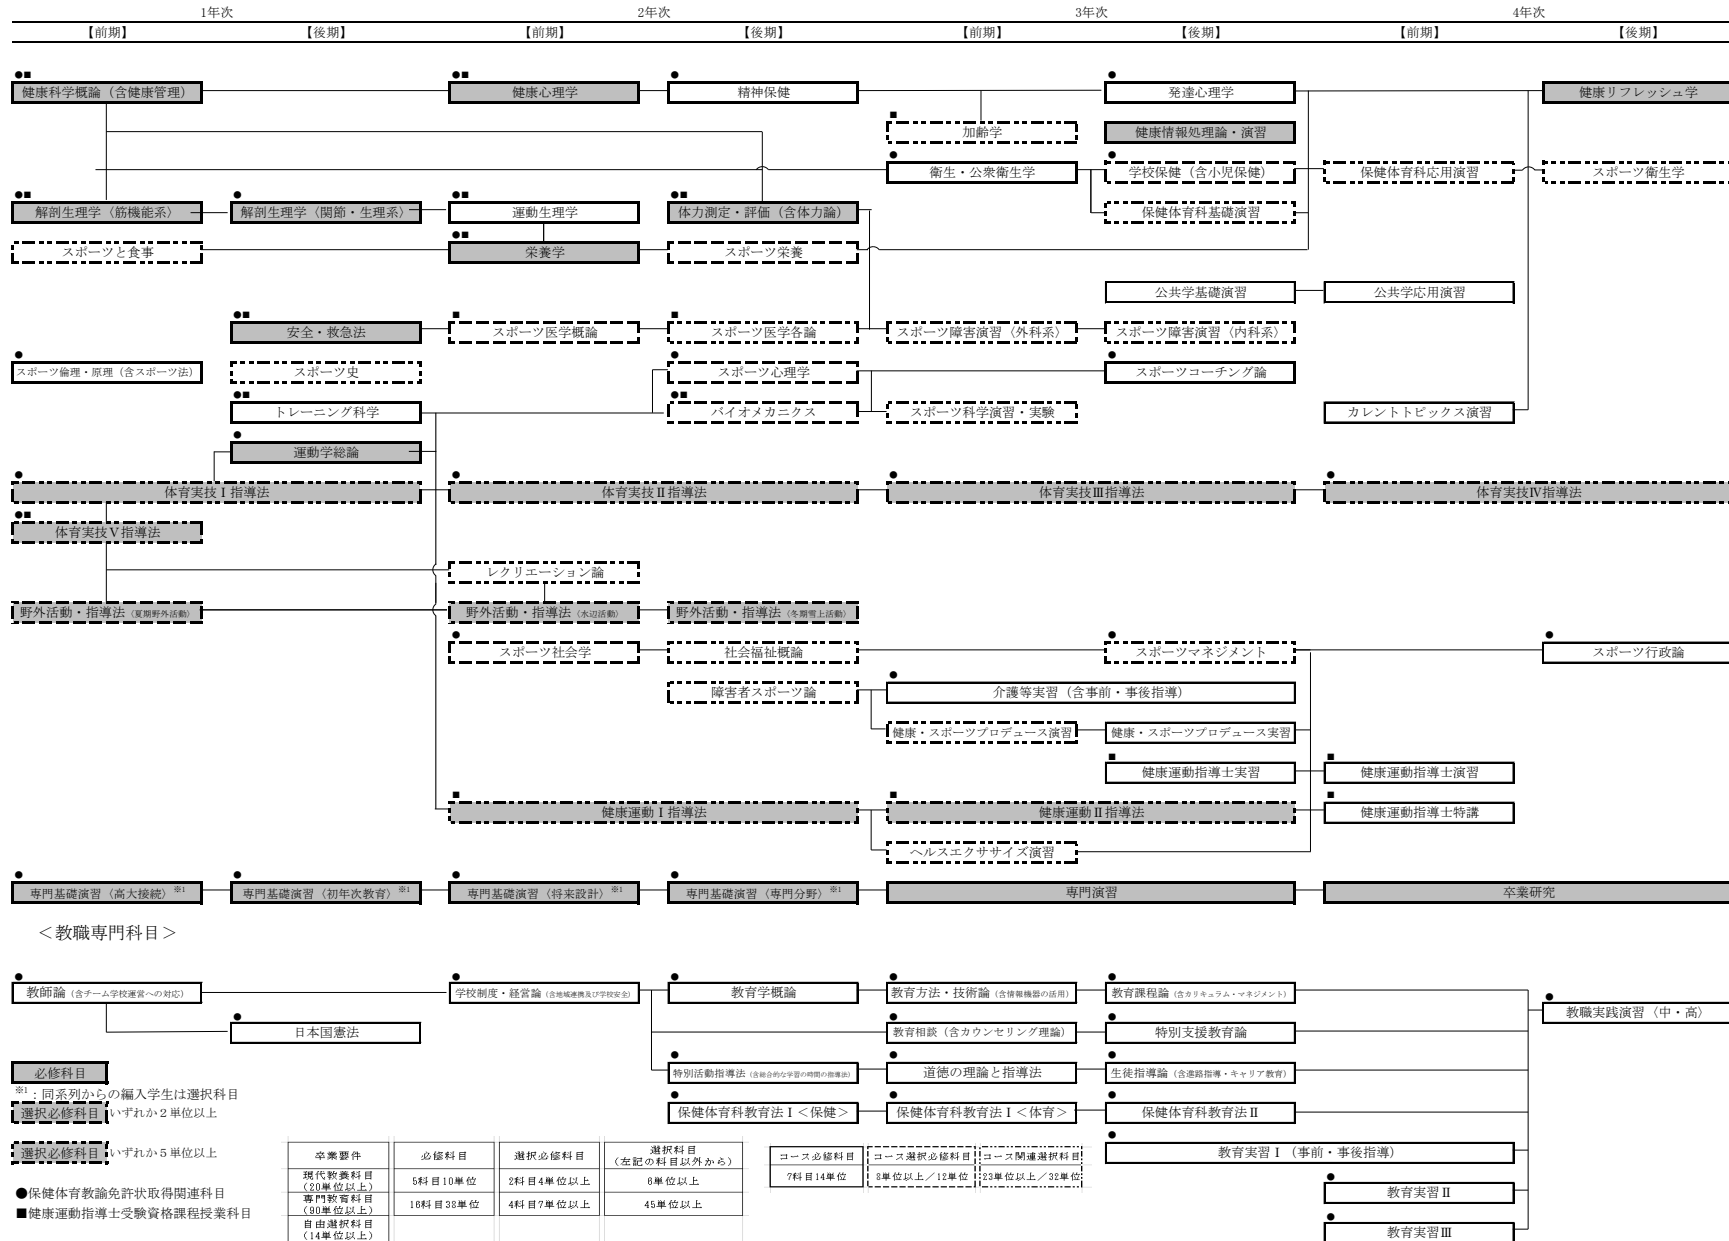 1年次 2年次 3年次 4年次
【前期】 【後期】 【前期】 【後期】 【前期】 【後期】 【前期】 【後期】
●■ ●■ ● ●
健康科学概論（含健康管理） 健康心理学 精神保健 発達心理学 健康リフレッシュ学
■
加齢学 健康情報処理論・演習
● ●
衛生・公衆衛生学 学校保健（含小児保健） 保健体育科応用演習 スポーツ衛生学
●■ ● ●■ ●■
解剖生理学〈筋機能系〉 解剖生理学〈関節・生理系〉 運動生理学 体力測定・評価（含体力論） 保健体育科基礎演習
●■
スポーツと食事 栄養学 スポーツ栄養
公共学基礎演習 公共学応用演習
●■ ■ ■
安全・救急法 スポーツ医学概論 スポーツ医学各論 スポーツ障害演習〈外科系〉 スポーツ障害演習〈内科系〉
● ● ●
スポーツ倫理・原理（含スポーツ法） スポーツ史 スポーツ心理学 スポーツコーチング論
●■ ●■
トレーニング科学 バイオメカニクス スポーツ科学演習・実験 カレントトピックス演習
●
運動学総論
● ● ● ●
体育実技Ⅰ指導法 体育実技Ⅱ指導法 体育実技Ⅲ指導法 体育実技Ⅳ指導法
●■
体育実技Ⅴ指導法
レクリエーション論
野外活動・指導法（夏期野外活動） 野外活動・指導法（水辺活動） 野外活動・指導法（冬期雪上活動）
● ● ●
スポーツ社会学 社会福祉概論 スポーツマネジメント スポーツ行政論
●
障害者スポーツ論 介護等実習（含事前・事後指導）
健康・スポーツプロデュース演習 健康・スポーツプロデュース実習
■ ■
健康運動指導士実習 健康運動指導士演習
■ ■ ■
健康運動Ⅰ指導法 健康運動Ⅱ指導法 健康運動指導士特講
ヘルスエクササイズ演習
● ● ● ●
専門基礎演習〈高大接続〉※1 専門基礎演習〈初年次教育〉※1 専門基礎演習〈将来設計〉※1 専門基礎演習〈専門分野〉※1 専門演習 卒業研究
＜教職専門科目＞
● ● ● ● ●
教師論（含チーム学校運営への対応） 学校制度・経営論（含地域連携及び学校安全） 教育学概論 教育方法・技術論（含情報機器の活用） 教育課程論（含カリキュラム・マネジメント）
●
教職実践演習〈中・高〉
● ● ●
日本国憲法 教育相談（含カウンセリング理論） 特別支援教育論
● ● ●
必修科目 特別活動指導法（含総合的な学習の時間の指導法） 道徳の理論と指導法 生徒指導論（含進路指導・キャリア教育）
※1：同系列からの編入学生は選択科目
● ● ●
選択必修科目 いずれか２単位以上 保健体育科教育法Ⅰ＜保健＞ 保健体育科教育法Ⅰ＜体育＞ 保健体育科教育法Ⅱ
●
選択必修科目 いずれか５単位以上 教育実習Ⅰ（事前・事後指導）
卒業要件 必修科目 選択必修科目 選択科目
（左記の科目以外から）
コース必修科目 コース選択必修科目 コース関連選択科目
現代教養科目
（20単位以上） 5科目10単位 2科目4単位以上 6単位以上
7科目14単位 8単位以上／12単位 23単位以上／32単位
●保健体育教諭免許状取得関連科目
専門教育科目
（90単位以上） 16科目38単位 4科目7単位以上 45単位以上
●
教育実習Ⅱ
■健康運動指導士受験資格課程授業科目
自由選択科目
（14単位以上）
●
教育実習Ⅲ